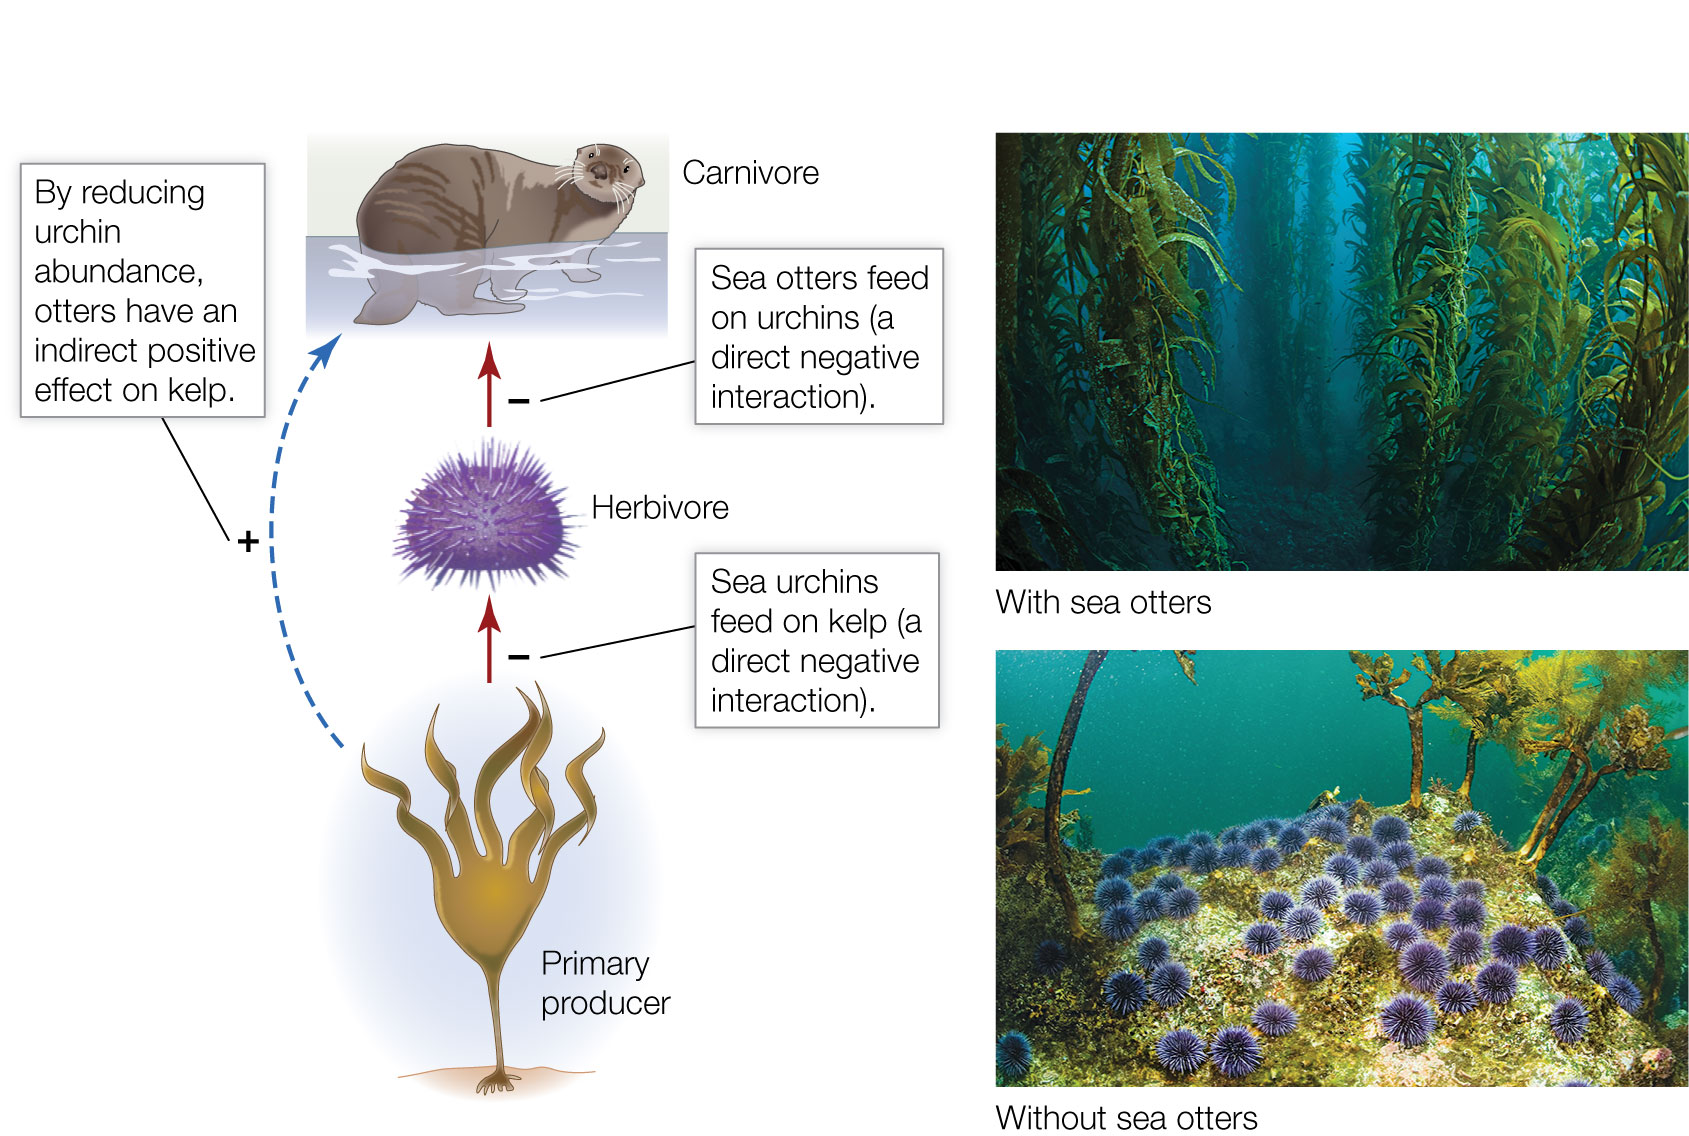 Carnivore
By reducing
urchin
abundance,
otters have an
indirect positive
effect on kelp.
Sea otters feed
on urchins (a
direct negative
interaction).
–
Herbivore
+
Sea urchins
feed on kelp (a
direct negative
interaction).
–
Primary
producer
With sea otters
Without sea otters